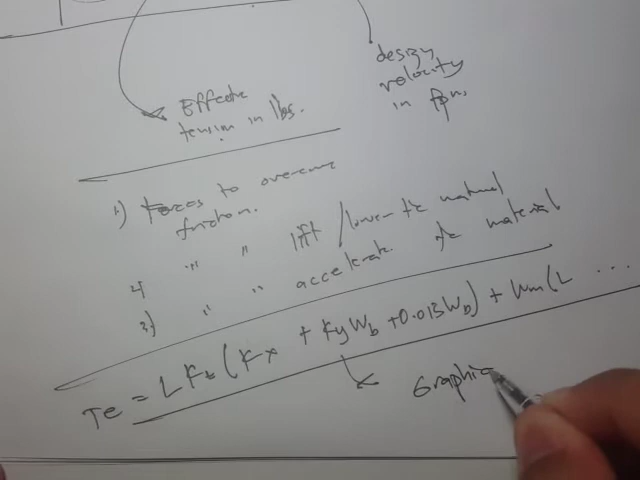 Effective
tension in lbs.
design
velocity
in fpm.
1) Forces to overcome
friction.
2) " " lift / lower the material
3) " " accelerate the material
Te = L Kt (Kx + KyWb + 0.015Wb) + Wm(L ...
Graphic